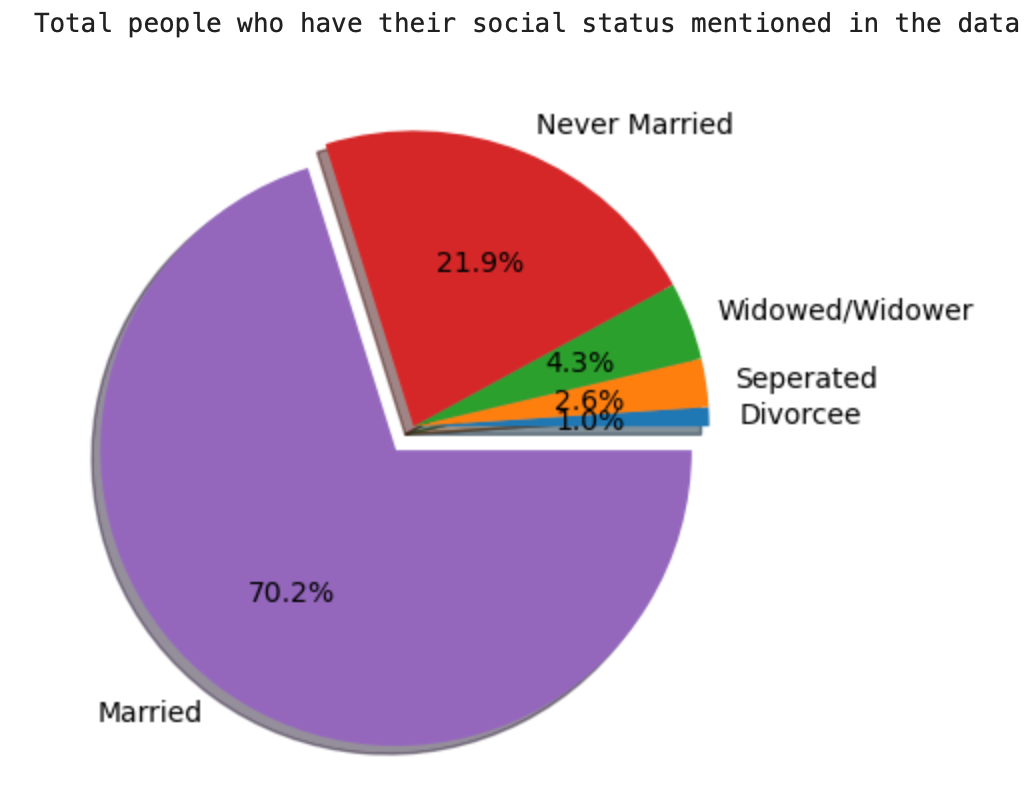 Total people who have their social status mentioned in the data
Never Married
21.9%
Widowed/Widower
4.3%
Seperated
2.6%
Divorcee
1.0%
70.2%
Married